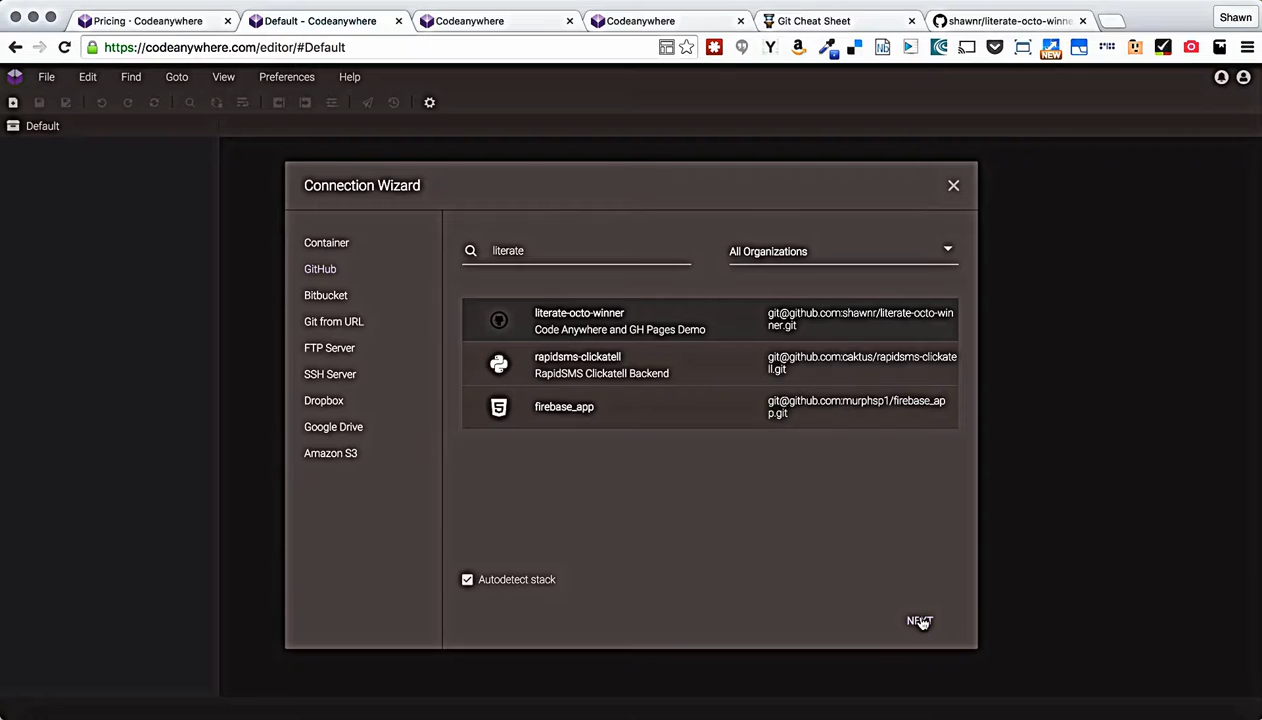 Pricing · Codeanywhere
Default - Codeanywhere
Codeanywhere
Codeanywhere
Git Cheat Sheet
shawnr/literate-octo-winne
Shawn
https://codeanywhere.com/editor/#Default
NEW
File Edit Find Goto View Preferences Help
Default
Connection Wizard
Container
GitHub
Bitbucket
Git from URL
FTP Server
SSH Server
Dropbox
Google Drive
Amazon S3
literate
All Organizations
literate-octo-winner
Code Anywhere and GH Pages Demo
git@github.com:shawnr/literate-octo-win
ner.git
rapidsms-clickatell
RapidSMS Clickatell Backend
git@github.com:caktus/rapidsms-clickate
ll.git
firebase_app
git@github.com:murphsp1/firebase_ap
p.git
Autodetect stack
NEXT